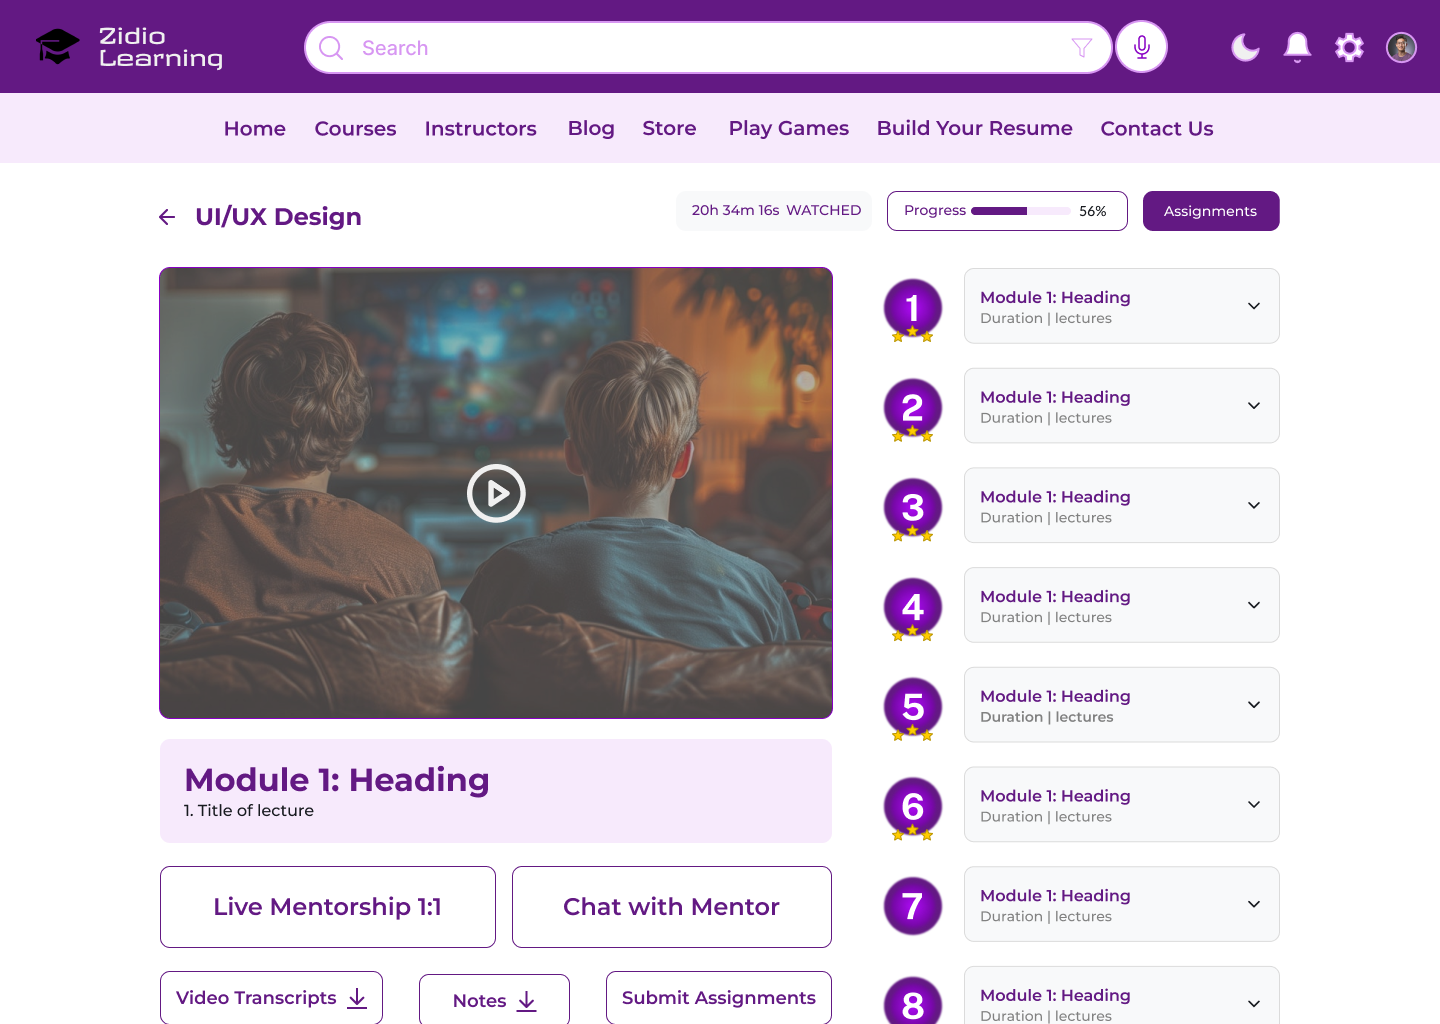 Zidio
Learning
Search
Home Courses Instructors Blog Store Play Games Build Your Resume Contact Us
UI/UX Design
20h 34m 16s WATCHED
Progress 56%
Assignments
1
Module 1: Heading
Duration | lectures
2
Module 1: Heading
Duration | lectures
3
Module 1: Heading
Duration | lectures
4
Module 1: Heading
Duration | lectures
5
Module 1: Heading
Duration | lectures
6
Module 1: Heading
Duration | lectures
7
Module 1: Heading
Duration | lectures
8
Module 1: Heading
Duration | lectures
Module 1: Heading
1. Title of lecture
Live Mentorship 1:1
Chat with Mentor
Video Transcripts
Notes
Submit Assignments